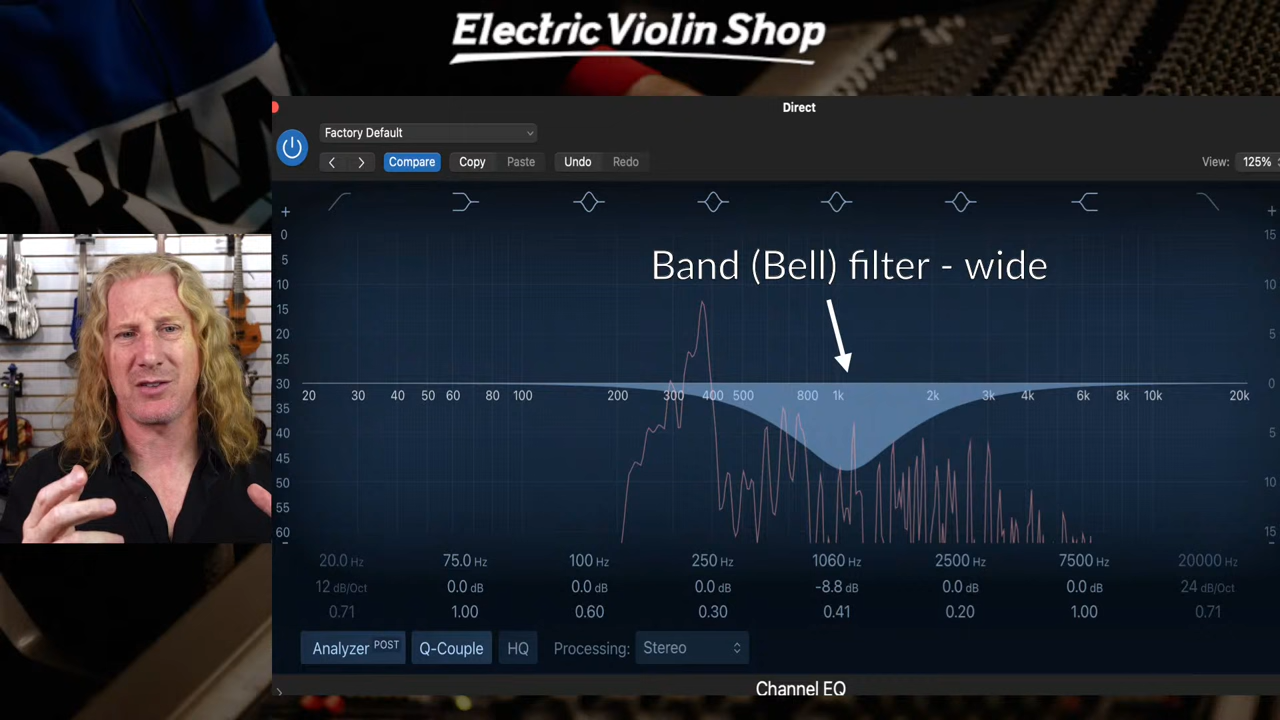 Electric Violin Shop
Direct
Factory Default
Compare Copy Paste Undo Redo View: 125%
+ +
0 15
5
10 10
15
20 5
25
30 0
35
40 5
45
50 10
55
60 15
- -
Band (Bell) filter - wide
20 30 40 50 60 80 100 200 300 400 500 800 1k 2k 3k 4k 6k 8k 10k 20k
20.0 Hz 75.0 Hz 100 Hz 250 Hz 1060 Hz 2500 Hz 7500 Hz 20000 Hz
12 dB/Oct 0.0 dB 0.0 dB 0.0 dB -8.8 dB 0.0 dB 0.0 dB 24 dB/Oct
0.71 1.00 0.60 0.30 0.41 0.20 1.00 0.71
Analyzer POST Q-Couple HQ Processing: Stereo
Channel EQ